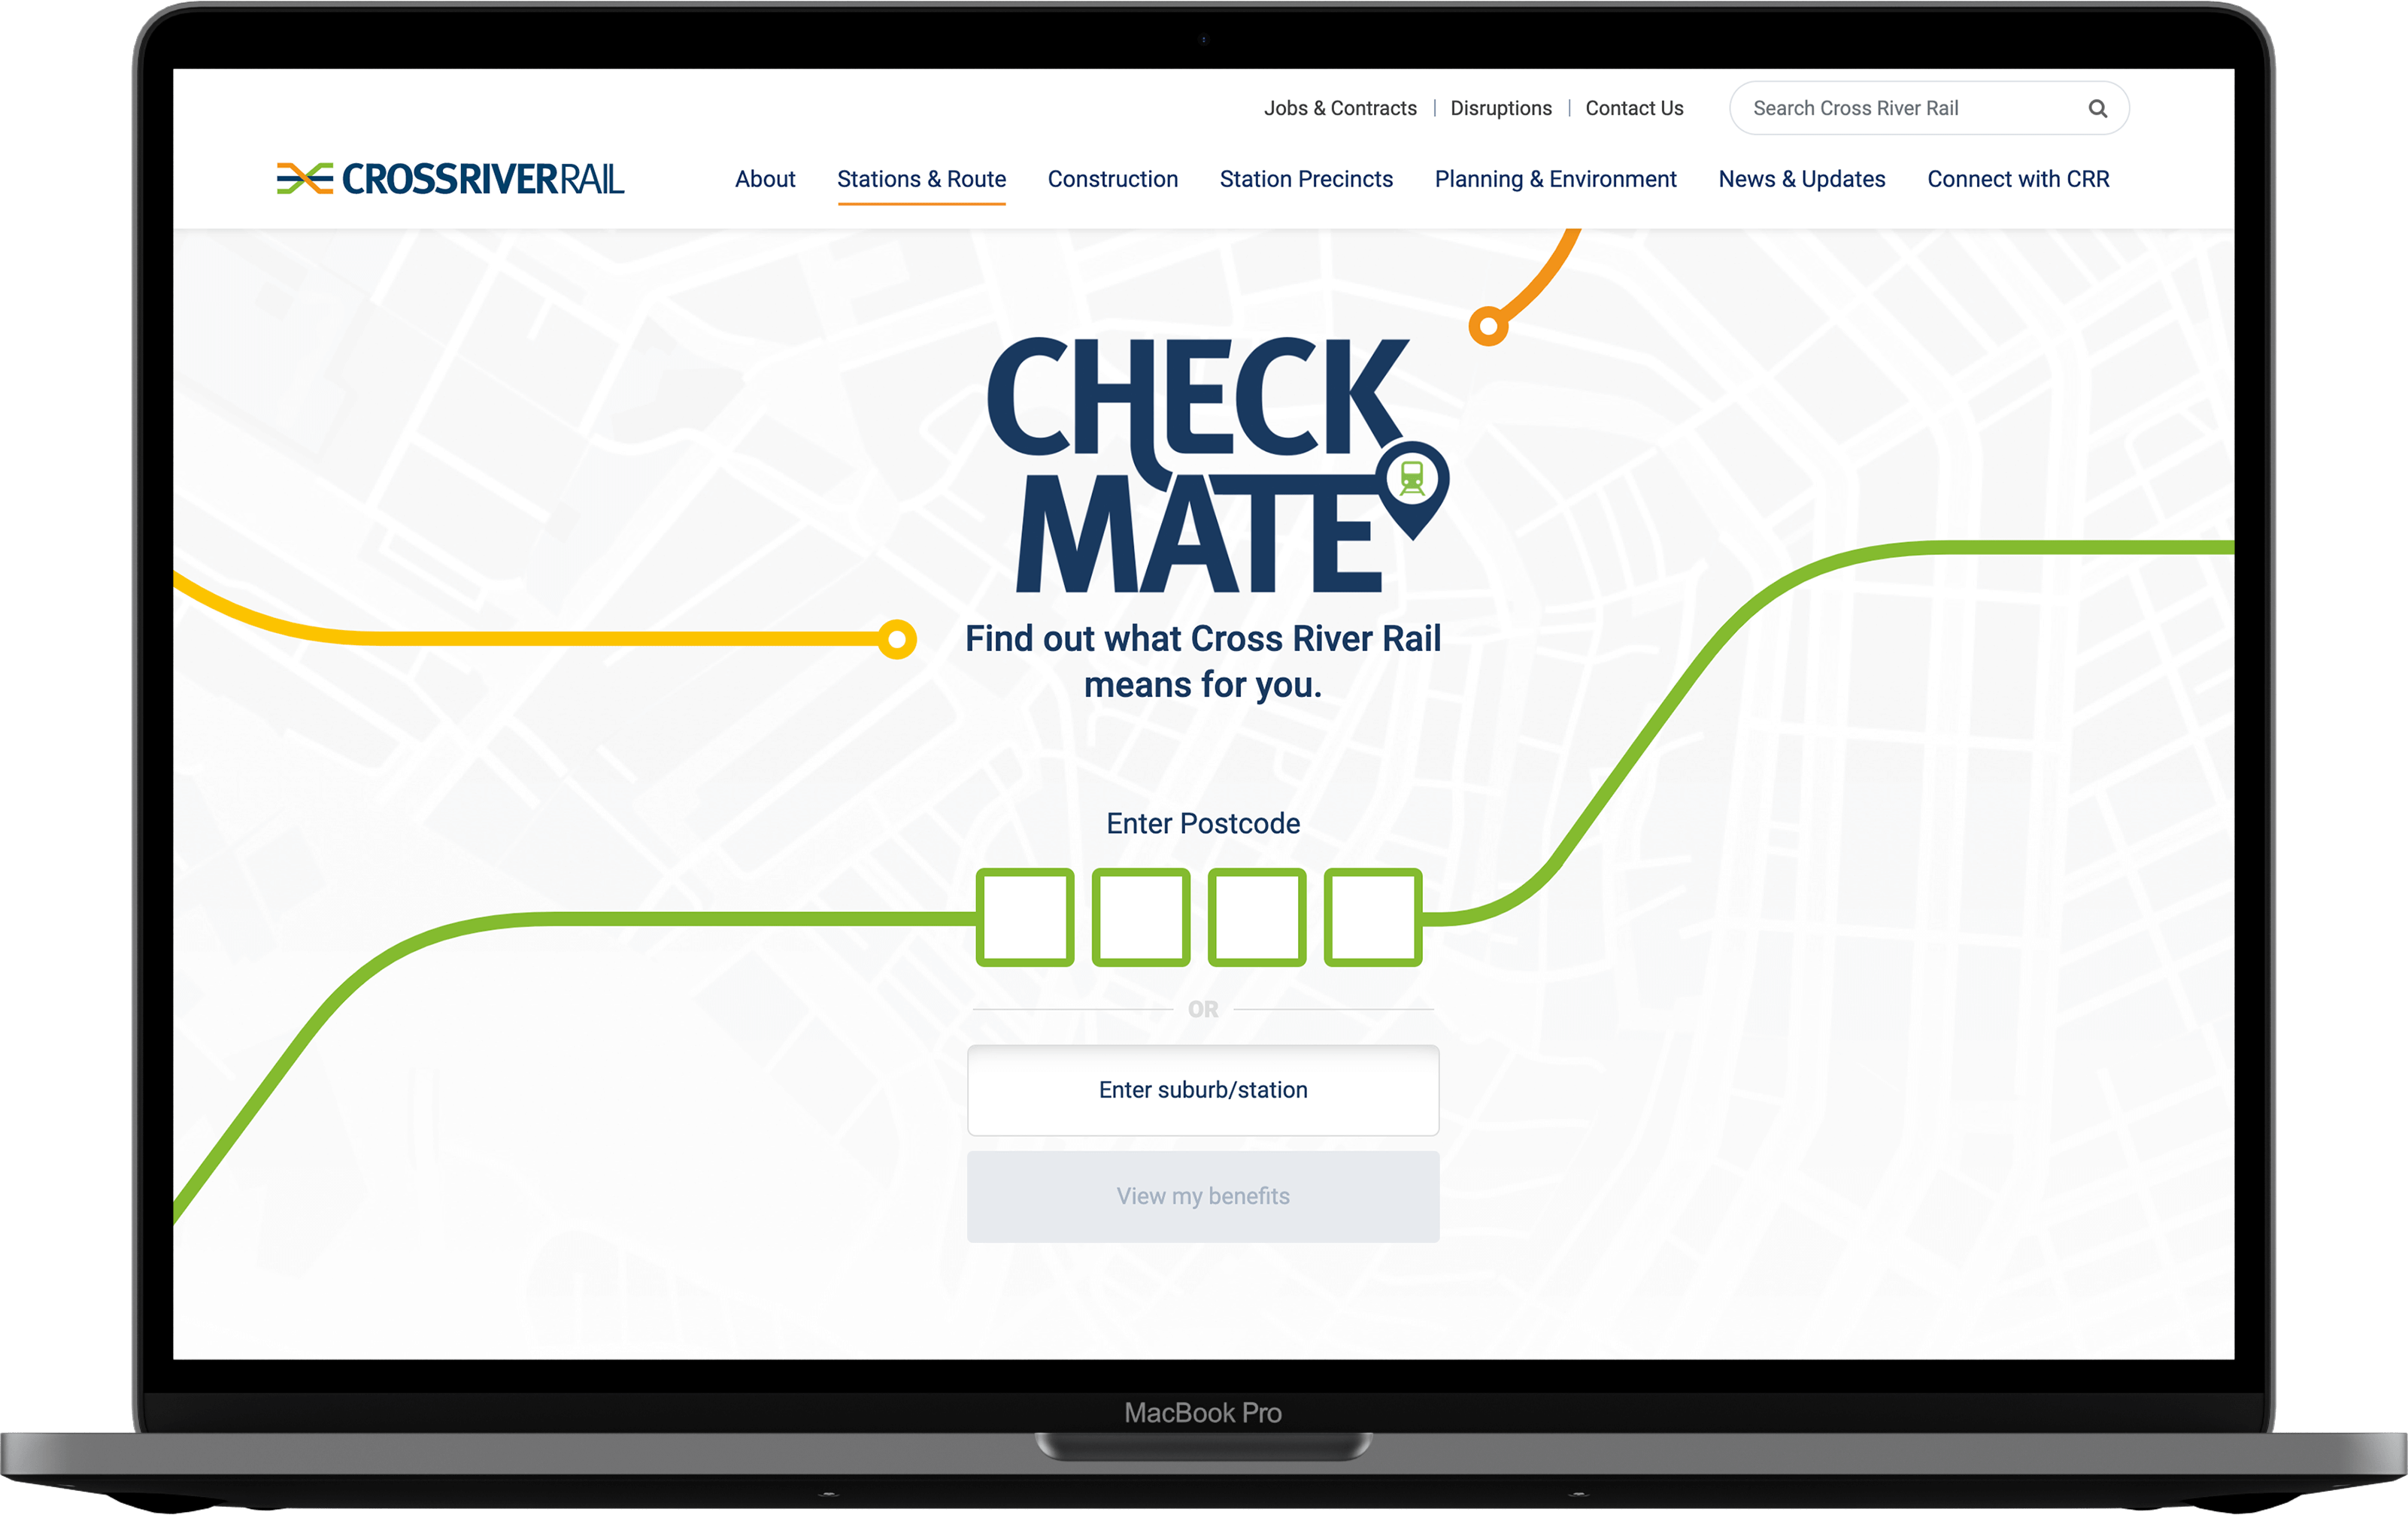 Jobs & Contracts | Disruptions | Contact Us
Search Cross River Rail
CROSSRIVERRAIL
About
Stations & Route
Construction
Station Precincts
Planning & Environment
News & Updates
Connect with CRR
CHECK
MATE
Find out what Cross River Rail
means for you.
Enter Postcode
OR
Enter suburb/station
View my benefits
MacBook Pro